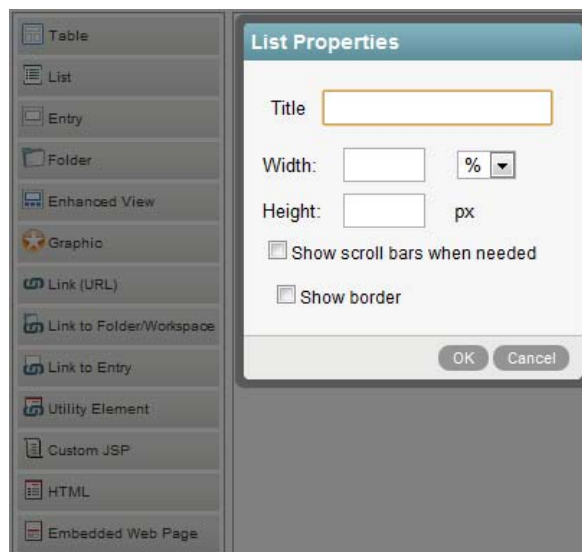 Table
List
Entry
Folder
Enhanced View
Graphic
Link (URL)
Link to Folder/Workspace
Link to Entry
Utility Element
Custom JSP
HTML
Embedded Web Page
List Properties
Title
Width: %
Height: px
Show scroll bars when needed
Show border
OK Cancel